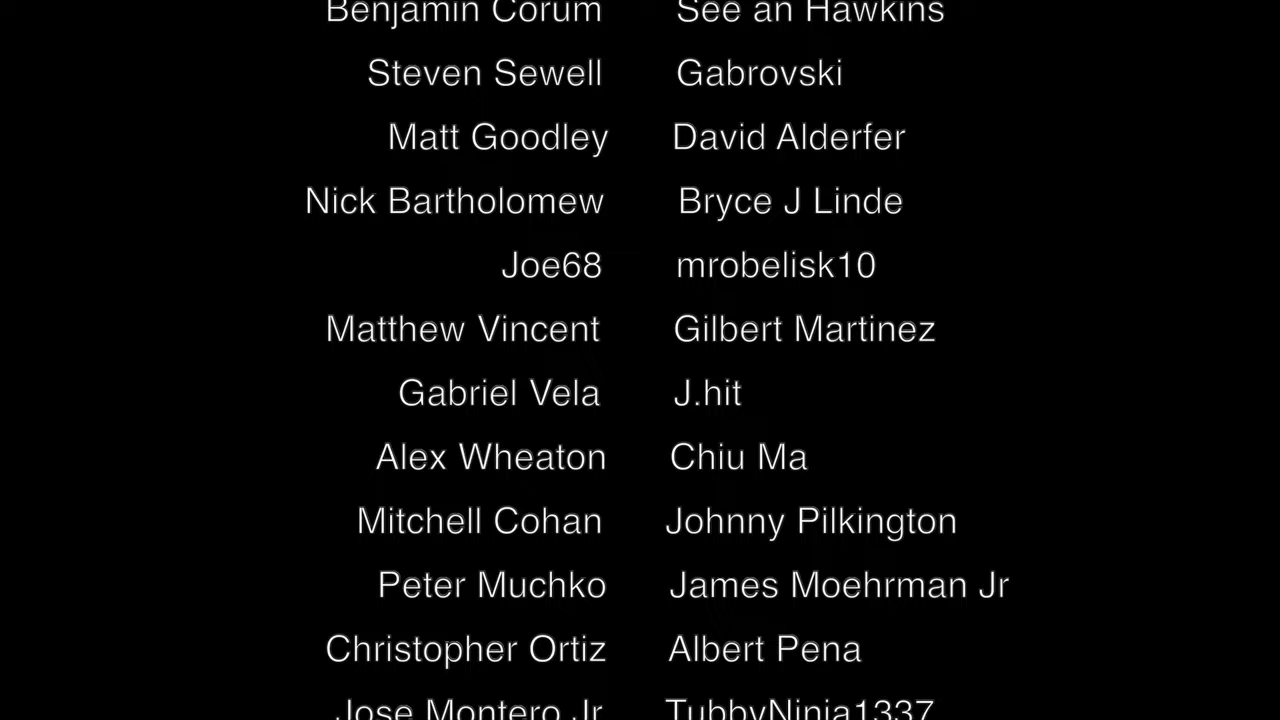 Benjamin Corum See an Hawkins
Steven Sewell Gabrovski
Matt Goodley David Alderfer
Nick Bartholomew Bryce J Linde
Joe68 mrobelisk10
Matthew Vincent Gilbert Martinez
Gabriel Vela J.hit
Alex Wheaton Chiu Ma
Mitchell Cohan Johnny Pilkington
Peter Muchko James Moehrman Jr
Christopher Ortiz Albert Pena
Jose Montero Jr TubbyNinja1337